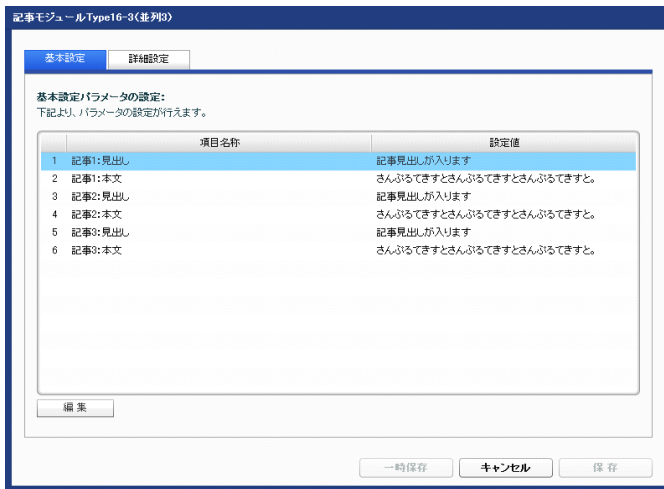 記事モジュールType16-3(並列3)
基本設定 詳細設定
基本設定パラメータの設定:
下記より、パラメータの設定が行えます。
項目名称 設定値
1 記事1:見出し 記事見出しが入ります
2 記事1:本文 さんぷるてきすとさんぷるてきすとさんぷるてきすと。
3 記事2:見出し 記事見出しが入ります
4 記事2:本文 さんぷるてきすとさんぷるてきすとさんぷるてきすと。
5 記事3:見出し 記事見出しが入ります
6 記事3:本文 さんぷるてきすとさんぷるてきすとさんぷるてきすと。
編集
一時保存 キャンセル 保存